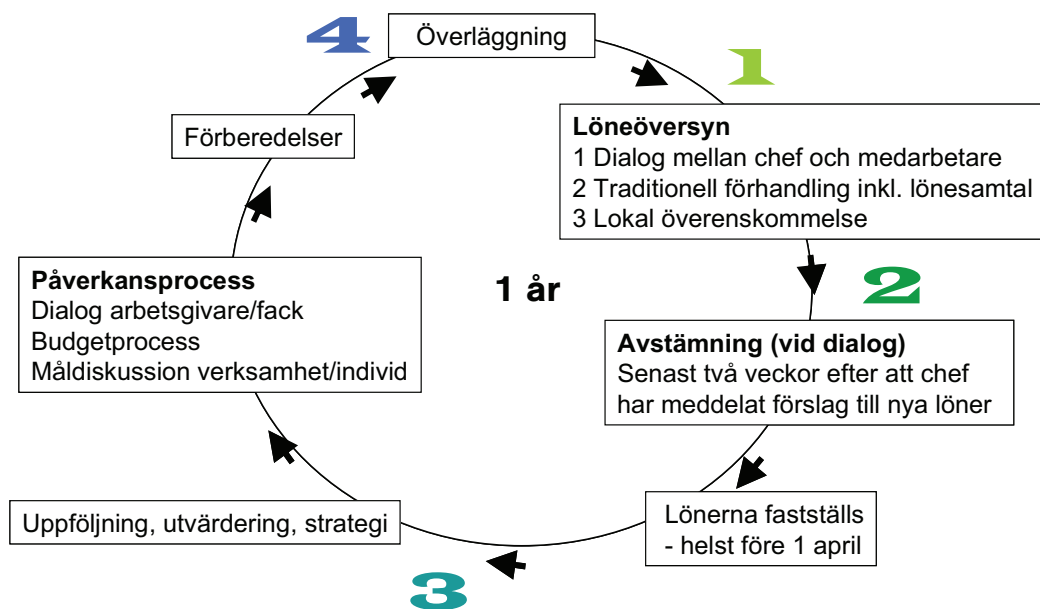 4
Överläggning
1
Löneöversyn
1 Dialog mellan chef och medarbetare
2 Traditionell förhandling inkl. lönesamtal
3 Lokal överenskommelse
2
Avstämning (vid dialog)
Senast två veckor efter att chef
har meddelat förslag till nya löner
Lönerna fastställs
- helst före 1 april
3
Uppföljning, utvärdering, strategi
Påverkansprocess
Dialog arbetsgivare/fack
Budgetprocess
Måldiskussion verksamhet/individ
Förberedelser
1 år